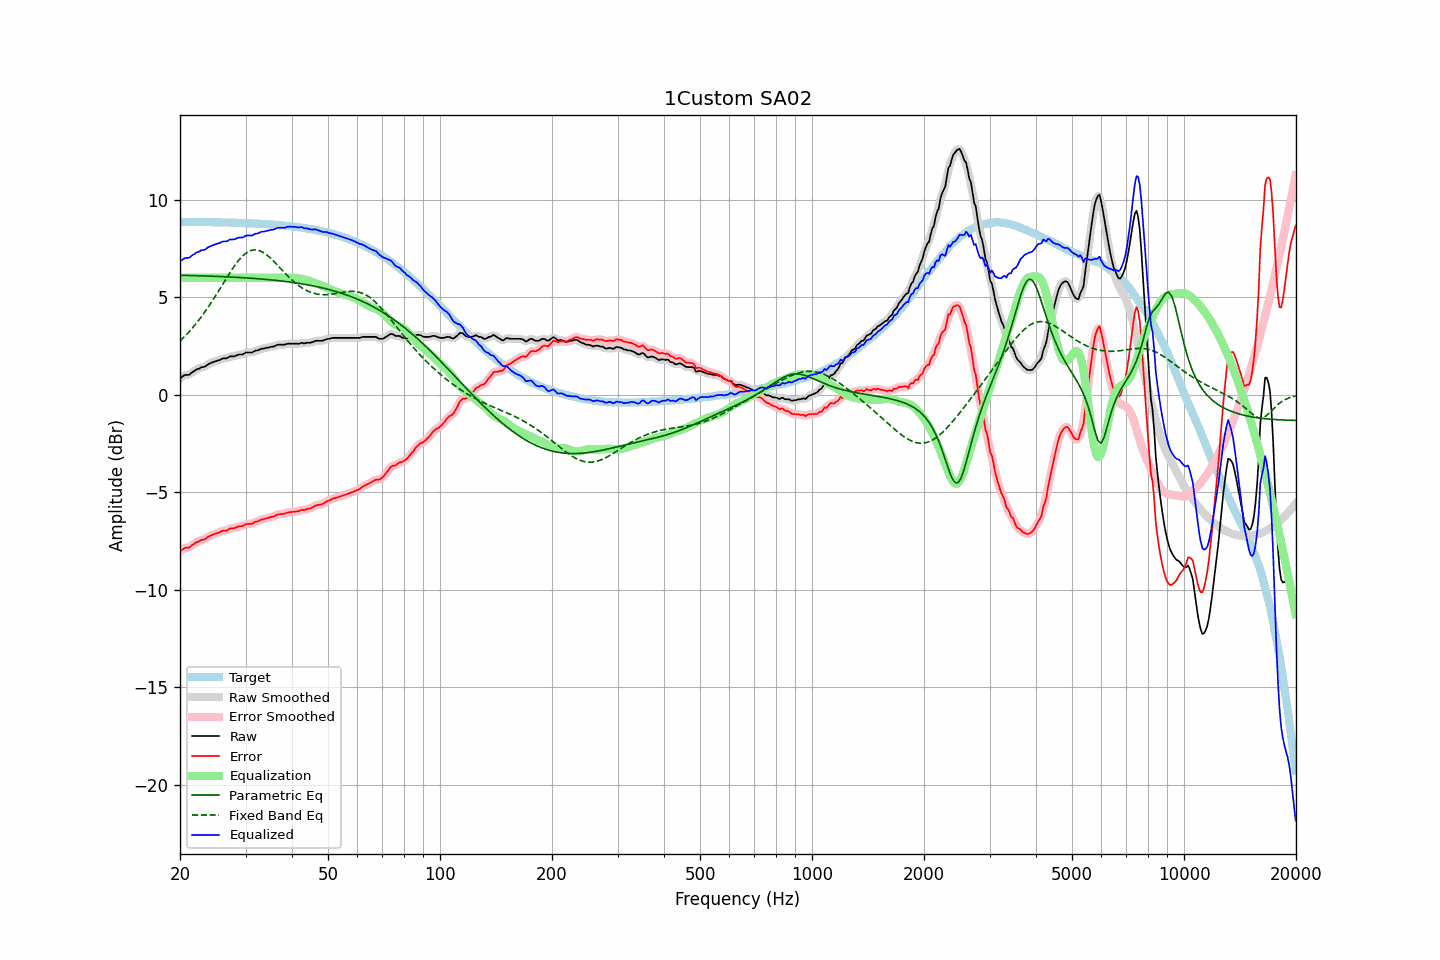 1Custom SA02
Amplitude (dBr)
10
5
0
−5
−10
−15
−20
Target
Raw Smoothed
Error Smoothed
Raw
Error
Equalization
Parametric Eq
Fixed Band Eq
Equalized
20 50 100 200 500 1000 2000 5000 10000 20000
Frequency (Hz)